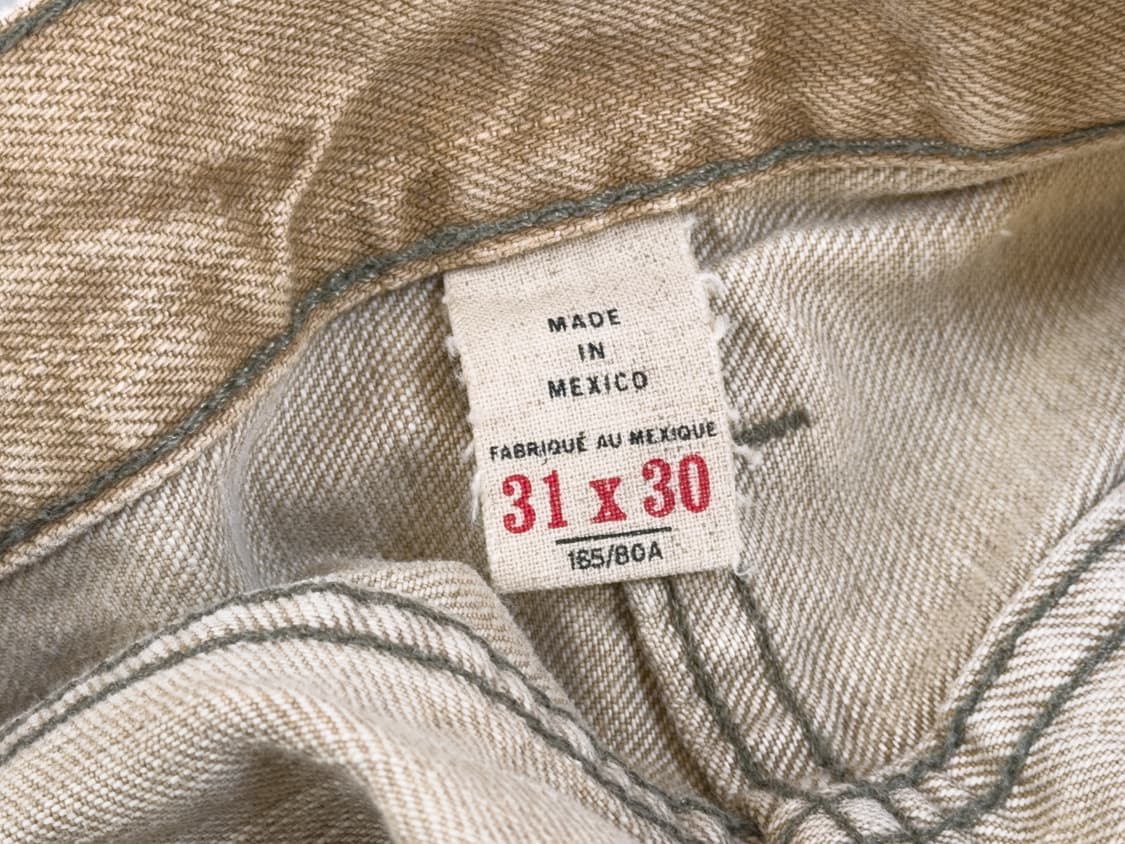 MADE
IN
MEXICO
FABRIQUÉ AU MEXIQUE
31 x 30
165/80A